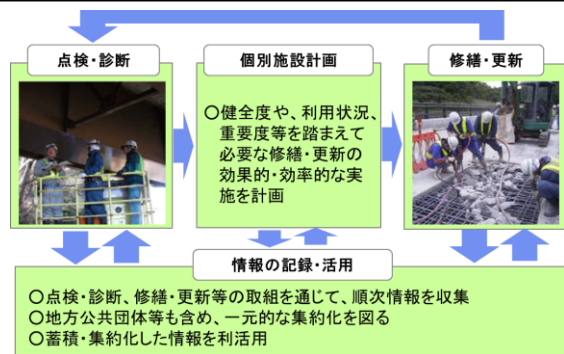 点検・診断
個別施設計画
修繕・更新
○健全度や、利用状況、
重要度等を踏まえて
必要な修繕・更新の
効果的・効率的な実
施を計画
情報の記録・活用
○点検・診断、修繕・更新等の取組を通じて、順次情報を収集
○地方公共団体等も含め、一元的な集約化を図る
○蓄積・集約化した情報を利活用